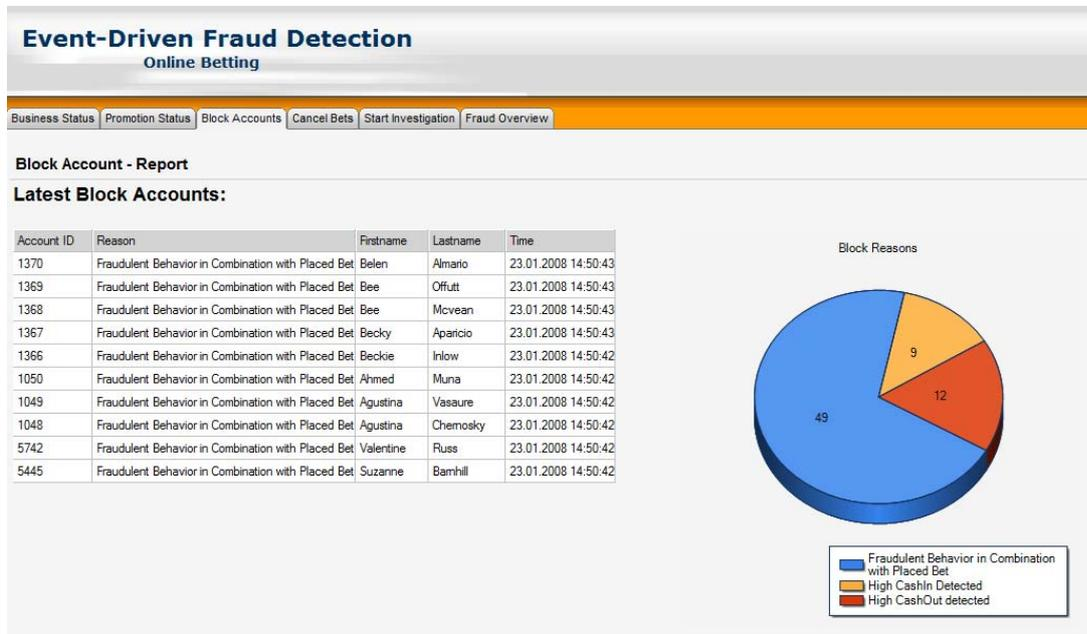 Event-Driven Fraud Detection
Online Betting
Business Status Promotion Status Block Accounts Cancel Bets Start Investigation Fraud Overview
Block Account - Report
Latest Block Accounts:
Account ID Reason Firstname Lastname Time
1370 Fraudulent Behavior in Combination with Placed Bet Belen Almario 23.01.2008 14:50:43
1369 Fraudulent Behavior in Combination with Placed Bet Bee Offutt 23.01.2008 14:50:43
1368 Fraudulent Behavior in Combination with Placed Bet Bee Mcvean 23.01.2008 14:50:43
1367 Fraudulent Behavior in Combination with Placed Bet Becky Aparicio 23.01.2008 14:50:43
1366 Fraudulent Behavior in Combination with Placed Bet Beckie Inlow 23.01.2008 14:50:42
1050 Fraudulent Behavior in Combination with Placed Bet Ahmed Muna 23.01.2008 14:50:42
1049 Fraudulent Behavior in Combination with Placed Bet Agustina Vasaure 23.01.2008 14:50:42
1048 Fraudulent Behavior in Combination with Placed Bet Agustina Chernosky 23.01.2008 14:50:42
5742 Fraudulent Behavior in Combination with Placed Bet Valentine Russ 23.01.2008 14:50:42
5445 Fraudulent Behavior in Combination with Placed Bet Suzanne Barnhill 23.01.2008 14:50:42
Block Reasons
9
12
49
Fraudulent Behavior in Combination
with Placed Bet
High CashIn Detected
High CashOut detected